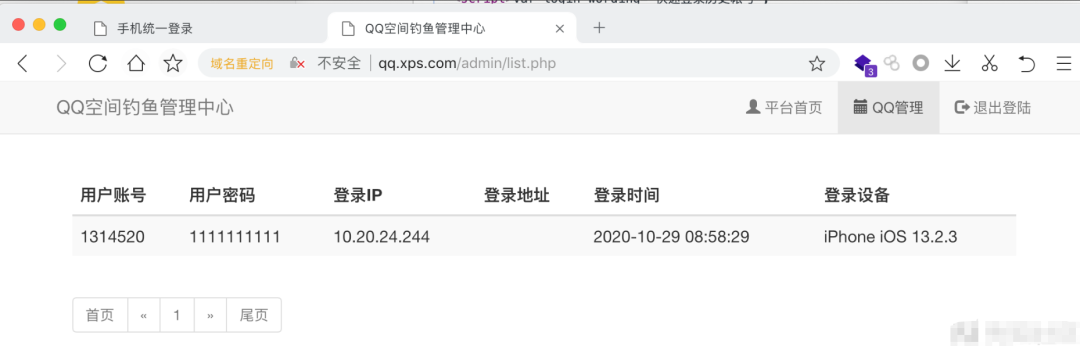 手机统一登录
QQ空间钓鱼管理中心
域名重定向 不安全 qq.xps.com/admin/list.php
3
QQ空间钓鱼管理中心 平台首页 QQ管理 退出登陆
用户账号 用户密码 登录IP 登录地址 登录时间 登录设备
1314520 1111111111 10.20.24.244 2020-10-29 08:58:29 iPhone iOS 13.2.3
首页 « 1 » 尾页